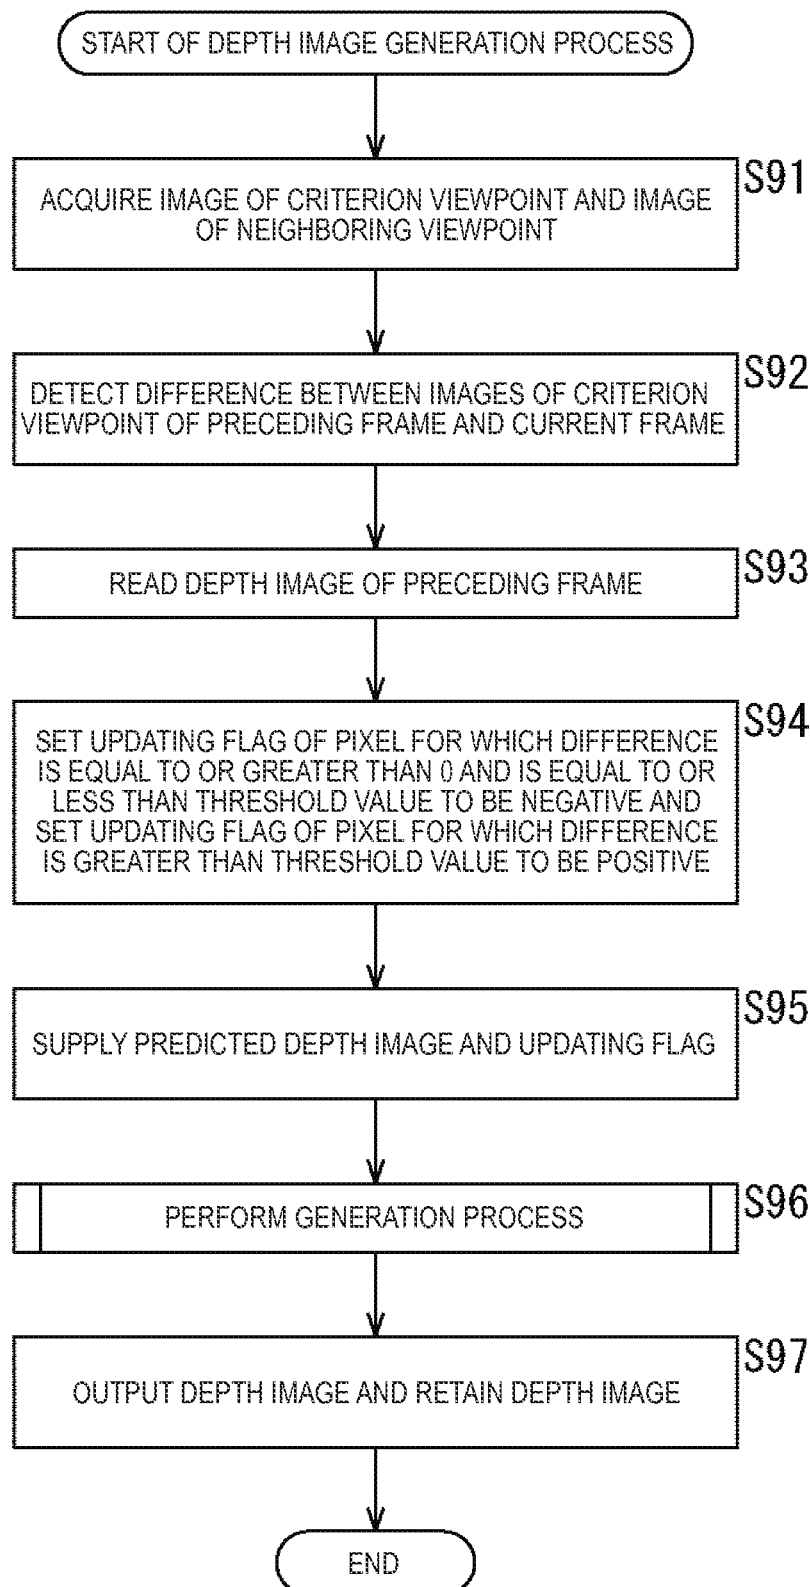 START OF DEPTH IMAGE GENERATION PROCESS
S91
ACQUIRE IMAGE OF CRITERION VIEWPOINT AND IMAGE
OF NEIGHBORING VIEWPOINT
S92
DETECT DIFFERENCE BETWEEN IMAGES OF CRITERION
VIEWPOINT OF PRECEDING FRAME AND CURRENT FRAME
S93
READ DEPTH IMAGE OF PRECEDING FRAME
S94
SET UPDATING FLAG OF PIXEL FOR WHICH DIFFERENCE
IS EQUAL TO OR GREATER THAN 0 AND IS EQUAL TO OR
LESS THAN THRESHOLD VALUE TO BE NEGATIVE AND
SET UPDATING FLAG OF PIXEL FOR WHICH DIFFERENCE
IS GREATER THAN THRESHOLD VALUE TO BE POSITIVE
S95
SUPPLY PREDICTED DEPTH IMAGE AND UPDATING FLAG
S96
PERFORM GENERATION PROCESS
S97
OUTPUT DEPTH IMAGE AND RETAIN DEPTH IMAGE
END